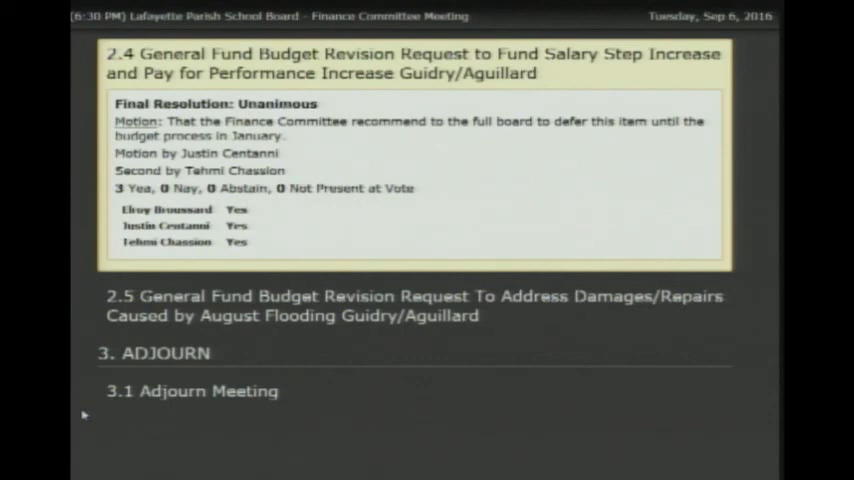 (6:30 PM) Lafayette Parish School Board - Finance Committee Meeting
Tuesday, Sep 6, 2016
2.4 General Fund Budget Revision Request to Fund Salary Step Increase
and Pay for Performance Increase Guidry/Aguillard
Final Resolution: Unanimous
Motion: That the Finance Committee recommend to the full board to defer this item until the
budget process in January.
Motion by Justin Centanni
Second by Tehmi Chassion
3 Yea, 0 Nay, 0 Abstain, 0 Not Present at Vote
Elroy Broussard Yes
Justin Centanni Yes
Tehmi Chassion Yes
2.5 General Fund Budget Revision Request To Address Damages/Repairs
Caused by August Flooding Guidry/Aguillard
3. ADJOURN
3.1 Adjourn Meeting